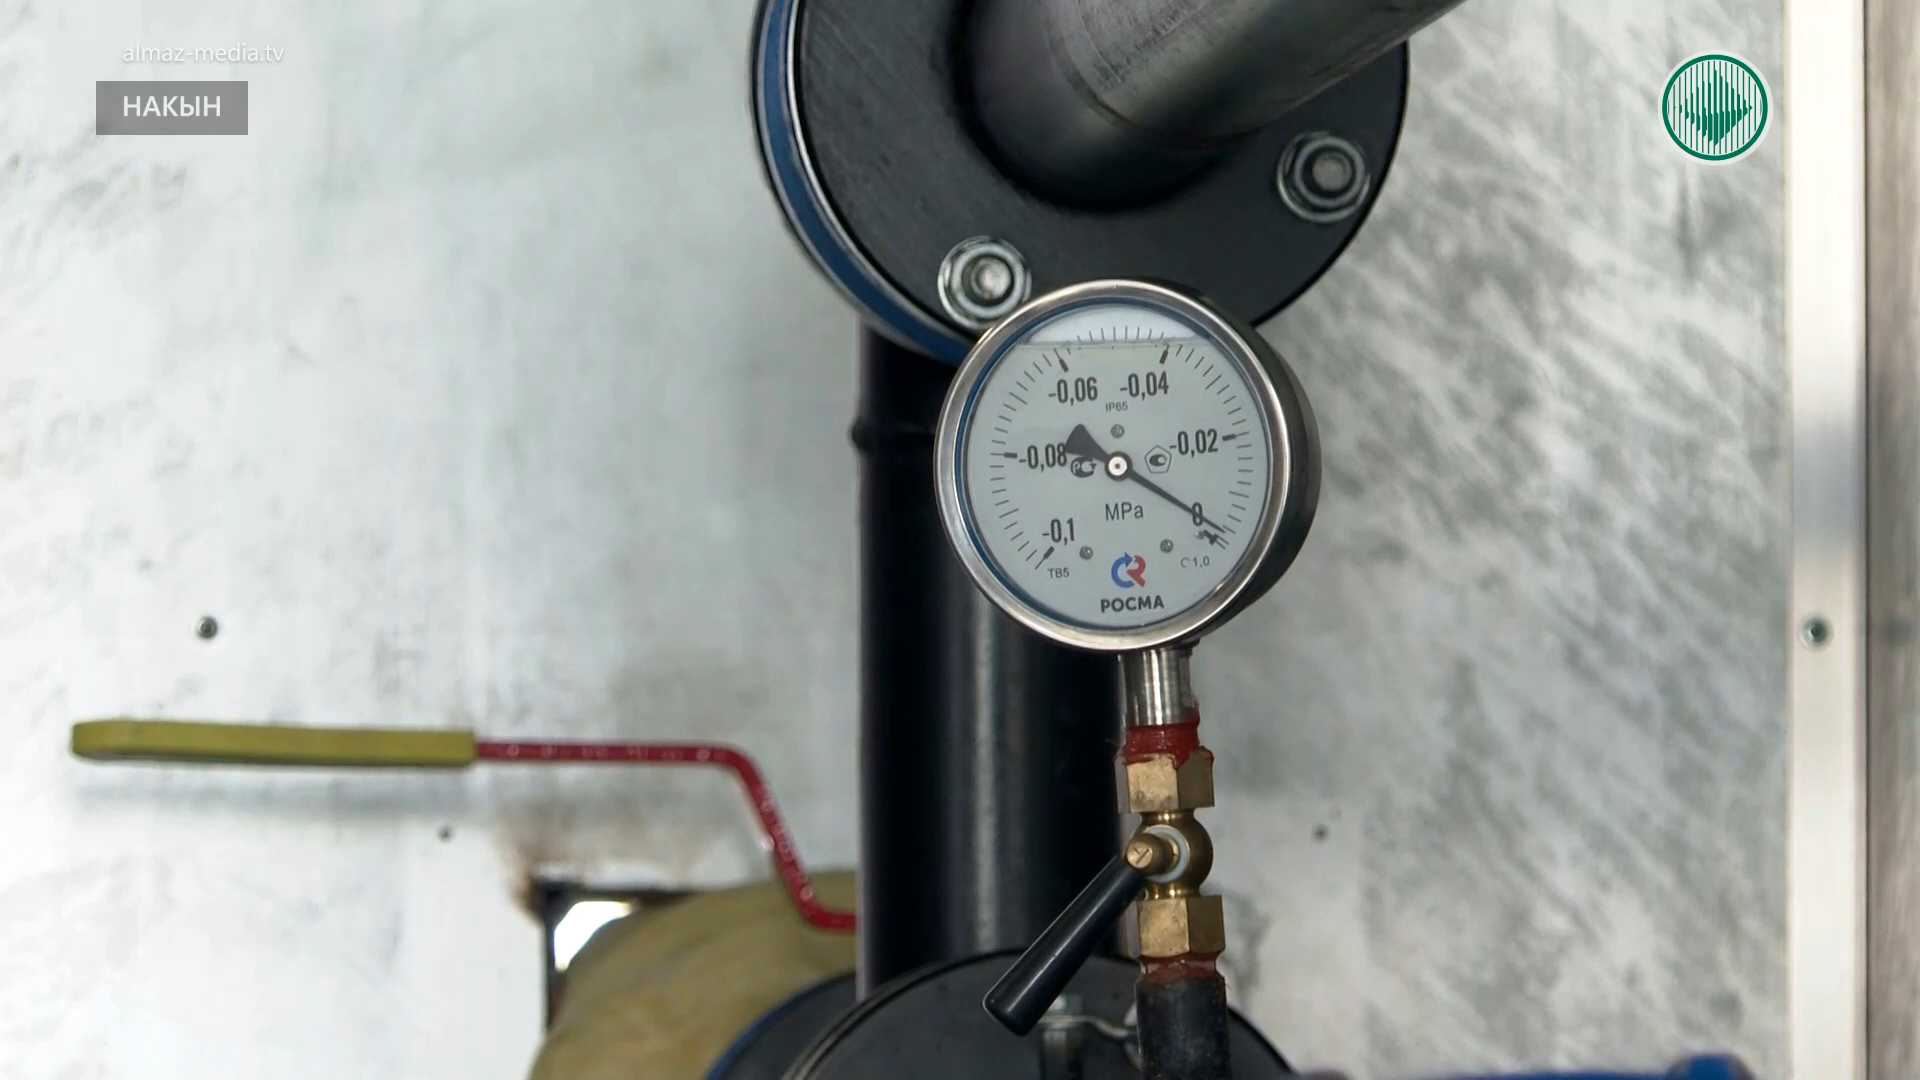 almaz-media.tv
НАКЫН
-0,06 -0,04
IP65
-0,08 -0,02
MPa
-0,1 0
ТВ5 1,0
РОСМА